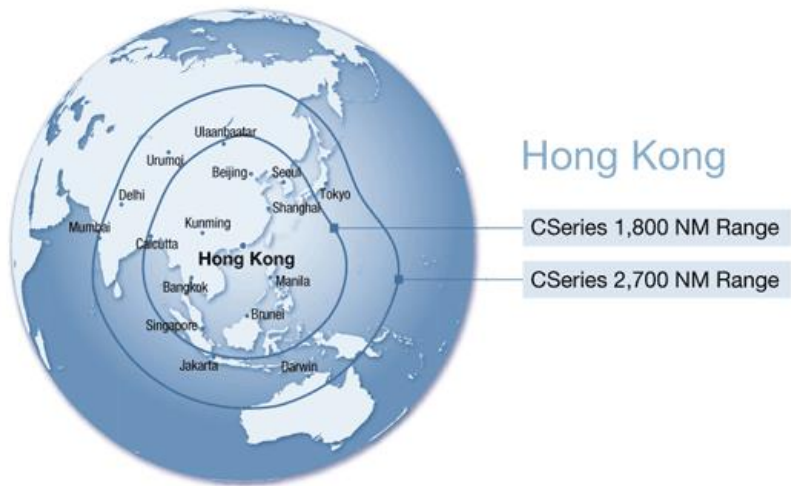 Ulaanbaatar
Urumqi
Beijing
Seoul
Delhi
Tokyo
Shanghai
Mumbai
Kunming
Calcutta
Hong Kong
Bangkok
Manila
Singapore
Brunei
Jakarta
Darwin
Hong Kong
CSeries 1,800 NM Range
CSeries 2,700 NM Range